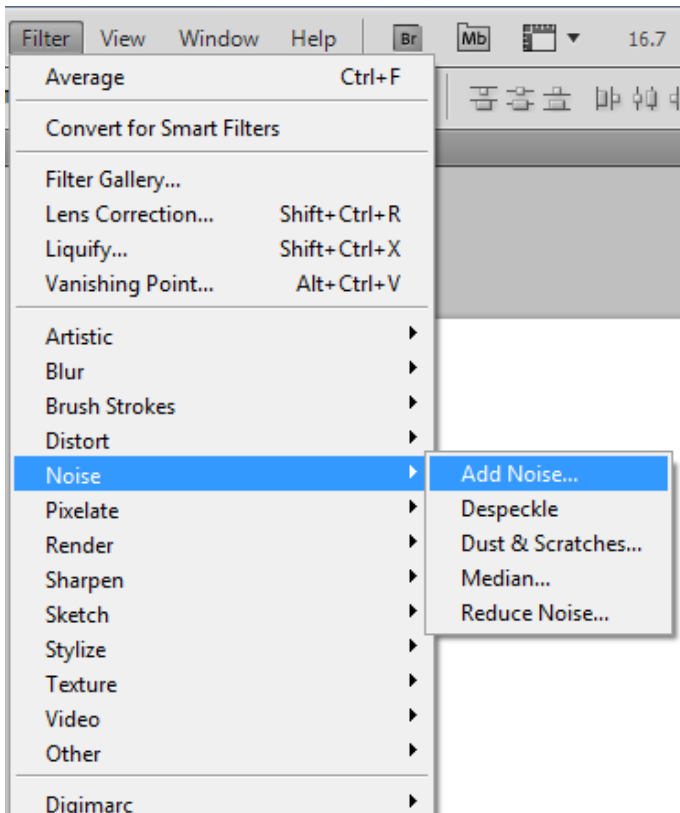 Filter View Window Help Br Mb 16.7
Average Ctrl+F
Convert for Smart Filters
Filter Gallery...
Lens Correction... Shift+Ctrl+R
Liquify... Shift+Ctrl+X
Vanishing Point... Alt+Ctrl+V
Artistic
Blur
Brush Strokes
Distort
Noise
Add Noise...
Pixelate
Despeckle
Render
Dust & Scratches...
Sharpen
Median...
Sketch
Reduce Noise...
Stylize
Texture
Video
Other
Digimarc